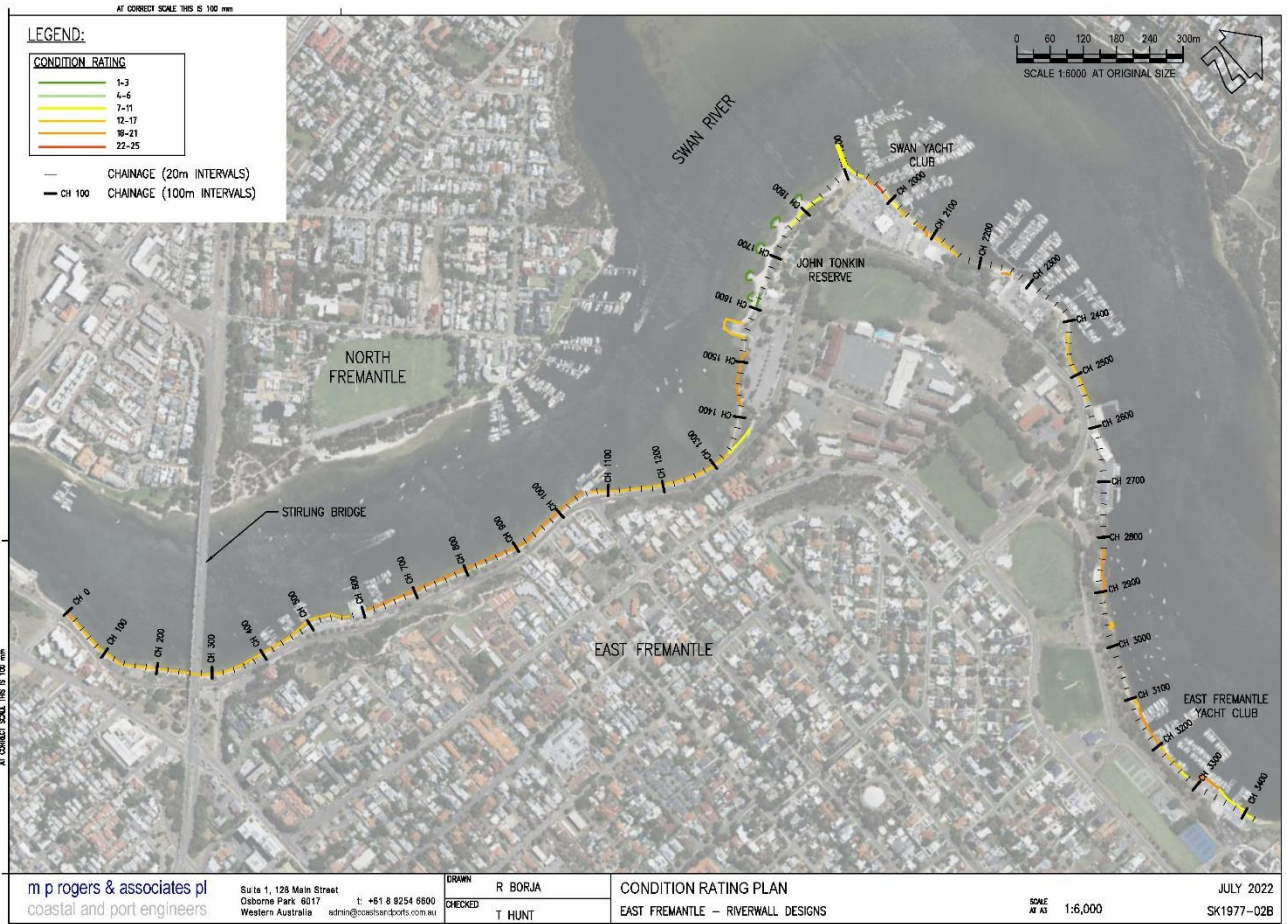 AT CORRECT SCALE THIS IS 100 mm
LEGEND:
CONDITION RATING
1-3
4-6
7-11
12-17
18-21
22-25
CHAINAGE (20m INTERVALS)
CH 100 CHAINAGE (100m INTERVALS)
0 60 120 180 240 300m
SCALE 1:6000 AT ORIGINAL SIZE
SWAN RIVER
SWAN YACHT
CLUB
JOHN TONKIN
RESERVE
NORTH
FREMANTLE
STIRLING BRIDGE
EAST FREMANTLE
EAST FREMANTLE
YACHT CLUB
CH 0
CH 100
CH 200
CH 300
CH 400
CH 500
CH 600
CH 700
CH 800
CH 900
CH 1000
CH 1100
CH 1200
CH 1300
CH 1400
CH 1500
CH 1600
CH 1700
CH 1800
CH 2000
CH 2100
CH 2200
CH 2300
CH 2400
CH 2500
CH 2600
CH 2700
CH 2800
CH 2900
CH 3000
CH 3100
CH 3200
CH 3300
CH 3400
AT CORRECT SCALE THIS IS 100 mm
m p rogers & associates pl
coastal and port engineers
Suite 1, 128 Main Street
Osborne Park 6017 t: +61 8 9254 6600
Western Australia admin@coastsandports.com.au
DRAWN R BORJA
CHECKED T HUNT
CONDITION RATING PLAN
EAST FREMANTLE – RIVERWALL DESIGNS
SCALE AT A3 1:6,000
JULY 2022
SK1977-02B